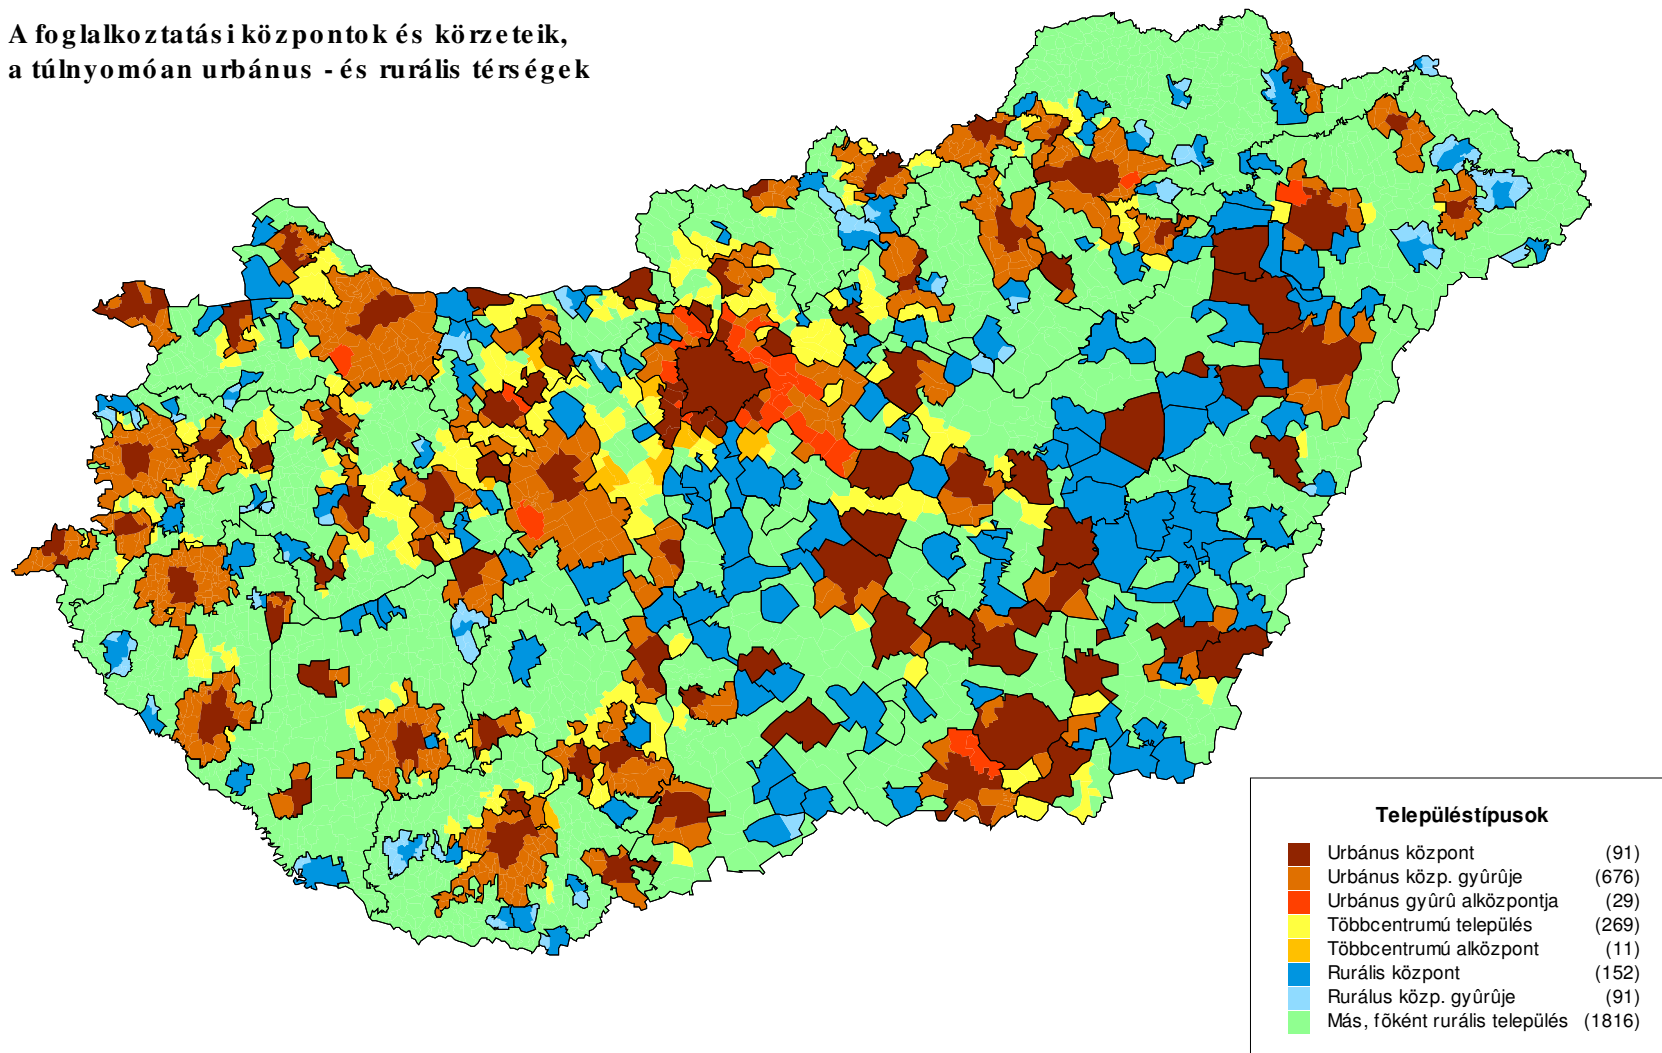 A foglalkoztatási központok és körzeteik,
a túlnyomóan urbánus - és rurális térségek
Településtípusok
Urbánus központ (91)
Urbánus közp. gyûrûje (676)
Urbánus gyûrû alközpontja (29)
Többcentrumú település (269)
Többcentrumú alközpont (11)
Rurális központ (152)
Rurálus közp. gyûrûje (91)
Más, fõként rurális település (1816)